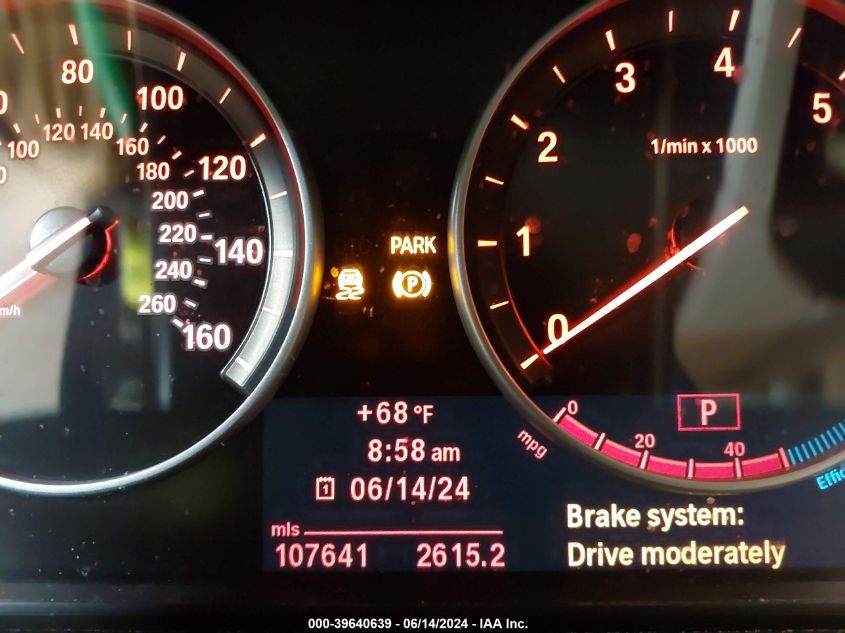 80
100
120
140
160
100
120
140
160
180
200
220
240
260
m/h
PARK
P
0
1
2
3
4
5
1/min x 1000
+68 °F
8:58 am
1 06/14/24
mls
107641 2615.2
P
mpg
0
20
40
Effic
Brake system:
Drive moderately
000-39640639 - 06/14/2024 - IAA Inc.